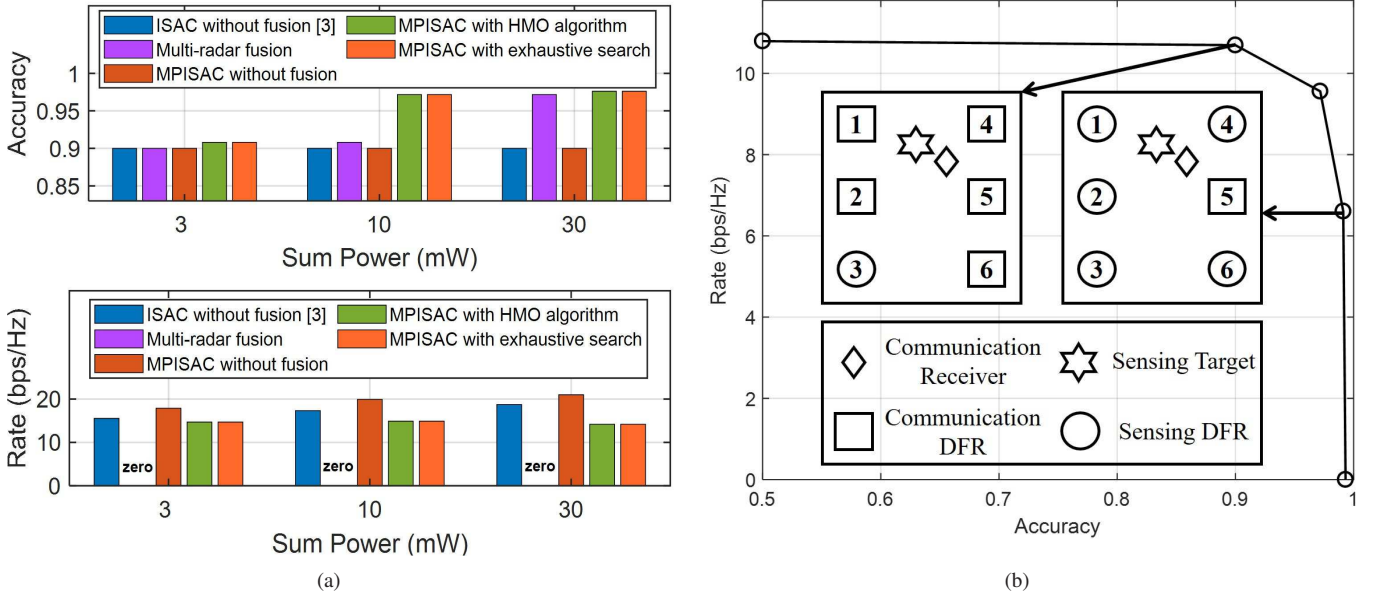 ISAC without fusion [3]
MPISAC with HMO algorithm
Multi-radar fusion
MPISAC with exhaustive search
MPISAC without fusion
Accuracy
1
0.95
0.9
0.85
3
10
30
Sum Power (mW)
ISAC without fusion [3]
MPISAC with HMO algorithm
Multi-radar fusion
MPISAC with exhaustive search
MPISAC without fusion
Rate (bps/Hz)
20
10
0
zero
zero
zero
3
10
30
Sum Power (mW)
(a)
Rate (bps/Hz)
10
8
6
4
2
0
1
4
2
5
3
6
1
4
2
5
3
6
Communication
Receiver
Sensing Target
Communication
DFR
Sensing DFR
0.5
0.6
0.7
0.8
0.9
1
Accuracy
(b)